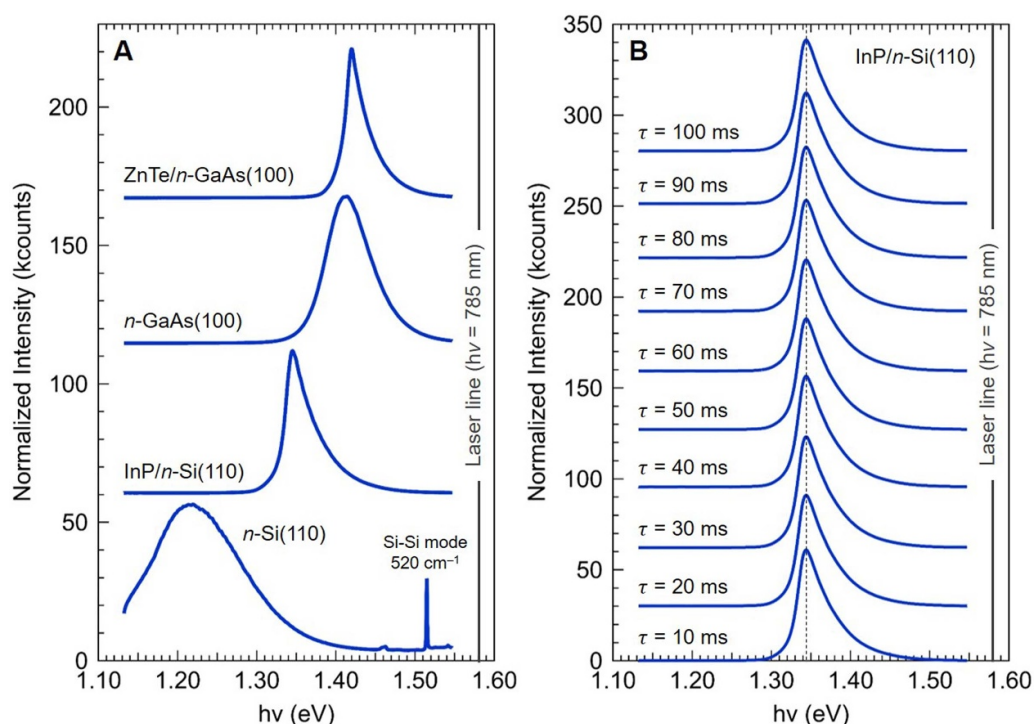 A
Normalized Intensity (kcounts)
200
150
100
50
0
ZnTe/n-GaAs(100)
n-GaAs(100)
InP/n-Si(110)
n-Si(110)
Si-Si mode
520 cm⁻¹
Laser line (hν = 785 nm)
1.10 1.20 1.30 1.40 1.50 1.60
hν (eV)
B
InP/n-Si(110)
Normalized Intensity (kcounts)
350
300
250
200
150
100
50
0
τ = 100 ms
τ = 90 ms
τ = 80 ms
τ = 70 ms
τ = 60 ms
τ = 50 ms
τ = 40 ms
τ = 30 ms
τ = 20 ms
τ = 10 ms
Laser line (hν = 785 nm)
1.10 1.20 1.30 1.40 1.50 1.60
hν (eV)